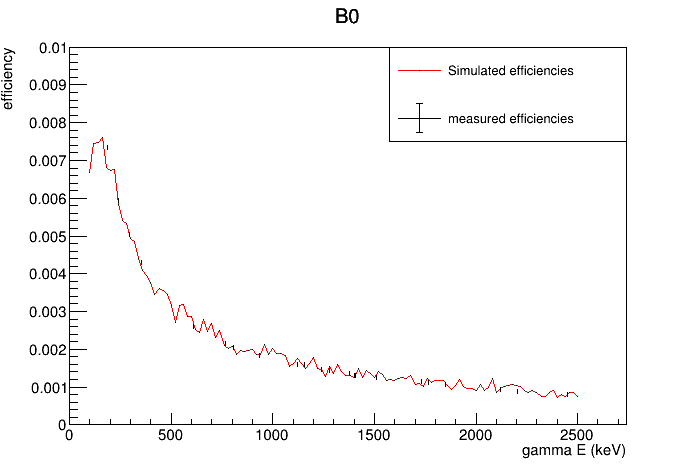 B0
efficiency
0.01
0.009
0.008
0.007
0.006
0.005
0.004
0.003
0.002
0.001
0
Simulated efficiencies
measured efficiencies
0 500 1000 1500 2000 2500
gamma E (keV)